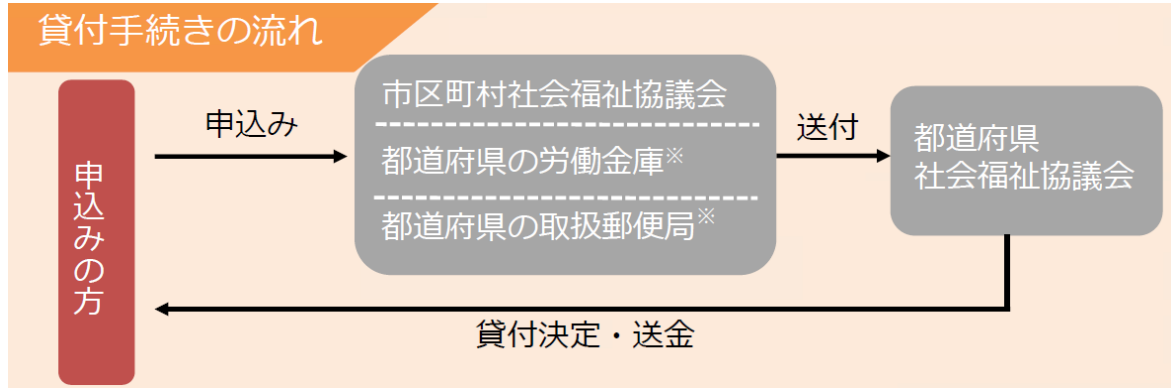 貸付手続きの流れ
申込みの方
申込み
市区町村社会福祉協議会
都道府県の労働金庫※
都道府県の取扱郵便局※
送付
都道府県
社会福祉協議会
貸付決定・送金